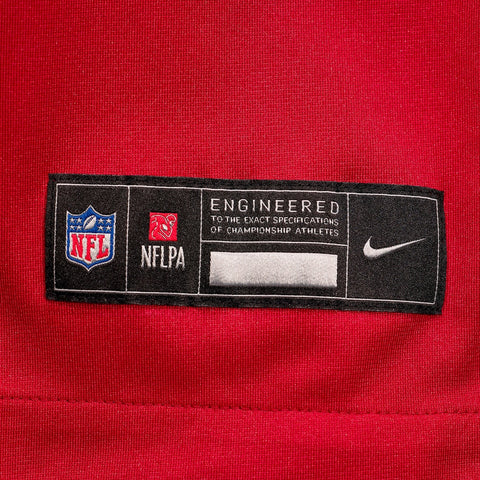 NFL
NFLPA
ENGINEERED
TO THE EXACT SPECIFICATIONS
OF CHAMPIONSHIP ATHLETES